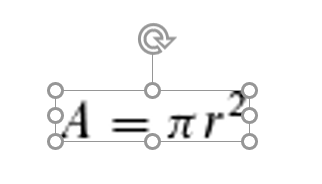 A = πr²